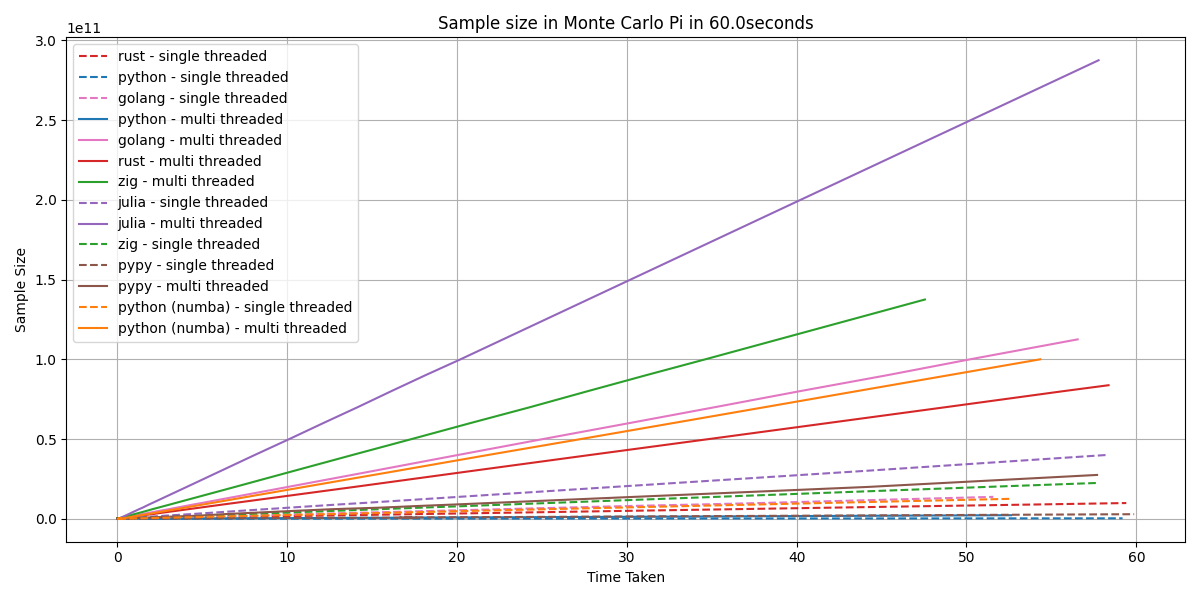 Sample size in Monte Carlo Pi in 60.0seconds
1e11
3.0
2.5
2.0
1.5
1.0
0.5
0.0
Sample Size
rust - single threaded
python - single threaded
golang - single threaded
python - multi threaded
golang - multi threaded
rust - multi threaded
zig - multi threaded
julia - single threaded
julia - multi threaded
zig - single threaded
pypy - single threaded
pypy - multi threaded
python (numba) - single threaded
python (numba) - multi threaded
0 10 20 30 40 50 60
Time Taken